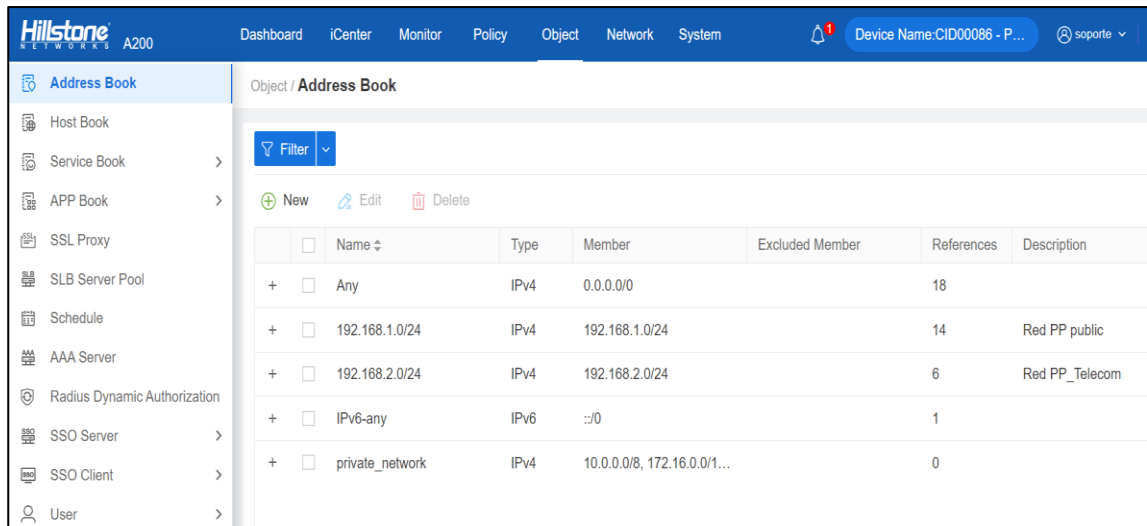 Hillstone NETWORKS A200 Dashboard iCenter Monitor Policy Object Network System 1 Device Name:CID00086 - P... soporte
Address Book
Host Book
Service Book
APP Book
SSL Proxy
SLB Server Pool
Schedule
AAA Server
Radius Dynamic Authorization
SSO Server
SSO Client
User
Object / Address Book
Filter
New Edit Delete
Name Type Member Excluded Member References Description
+ Any IPv4 0.0.0.0/0 18
+ 192.168.1.0/24 IPv4 192.168.1.0/24 14 Red PP public
+ 192.168.2.0/24 IPv4 192.168.2.0/24 6 Red PP_Telecom
+ IPv6-any IPv6 ::/0 1
+ private_network IPv4 10.0.0.0/8, 172.16.0.0/1... 0